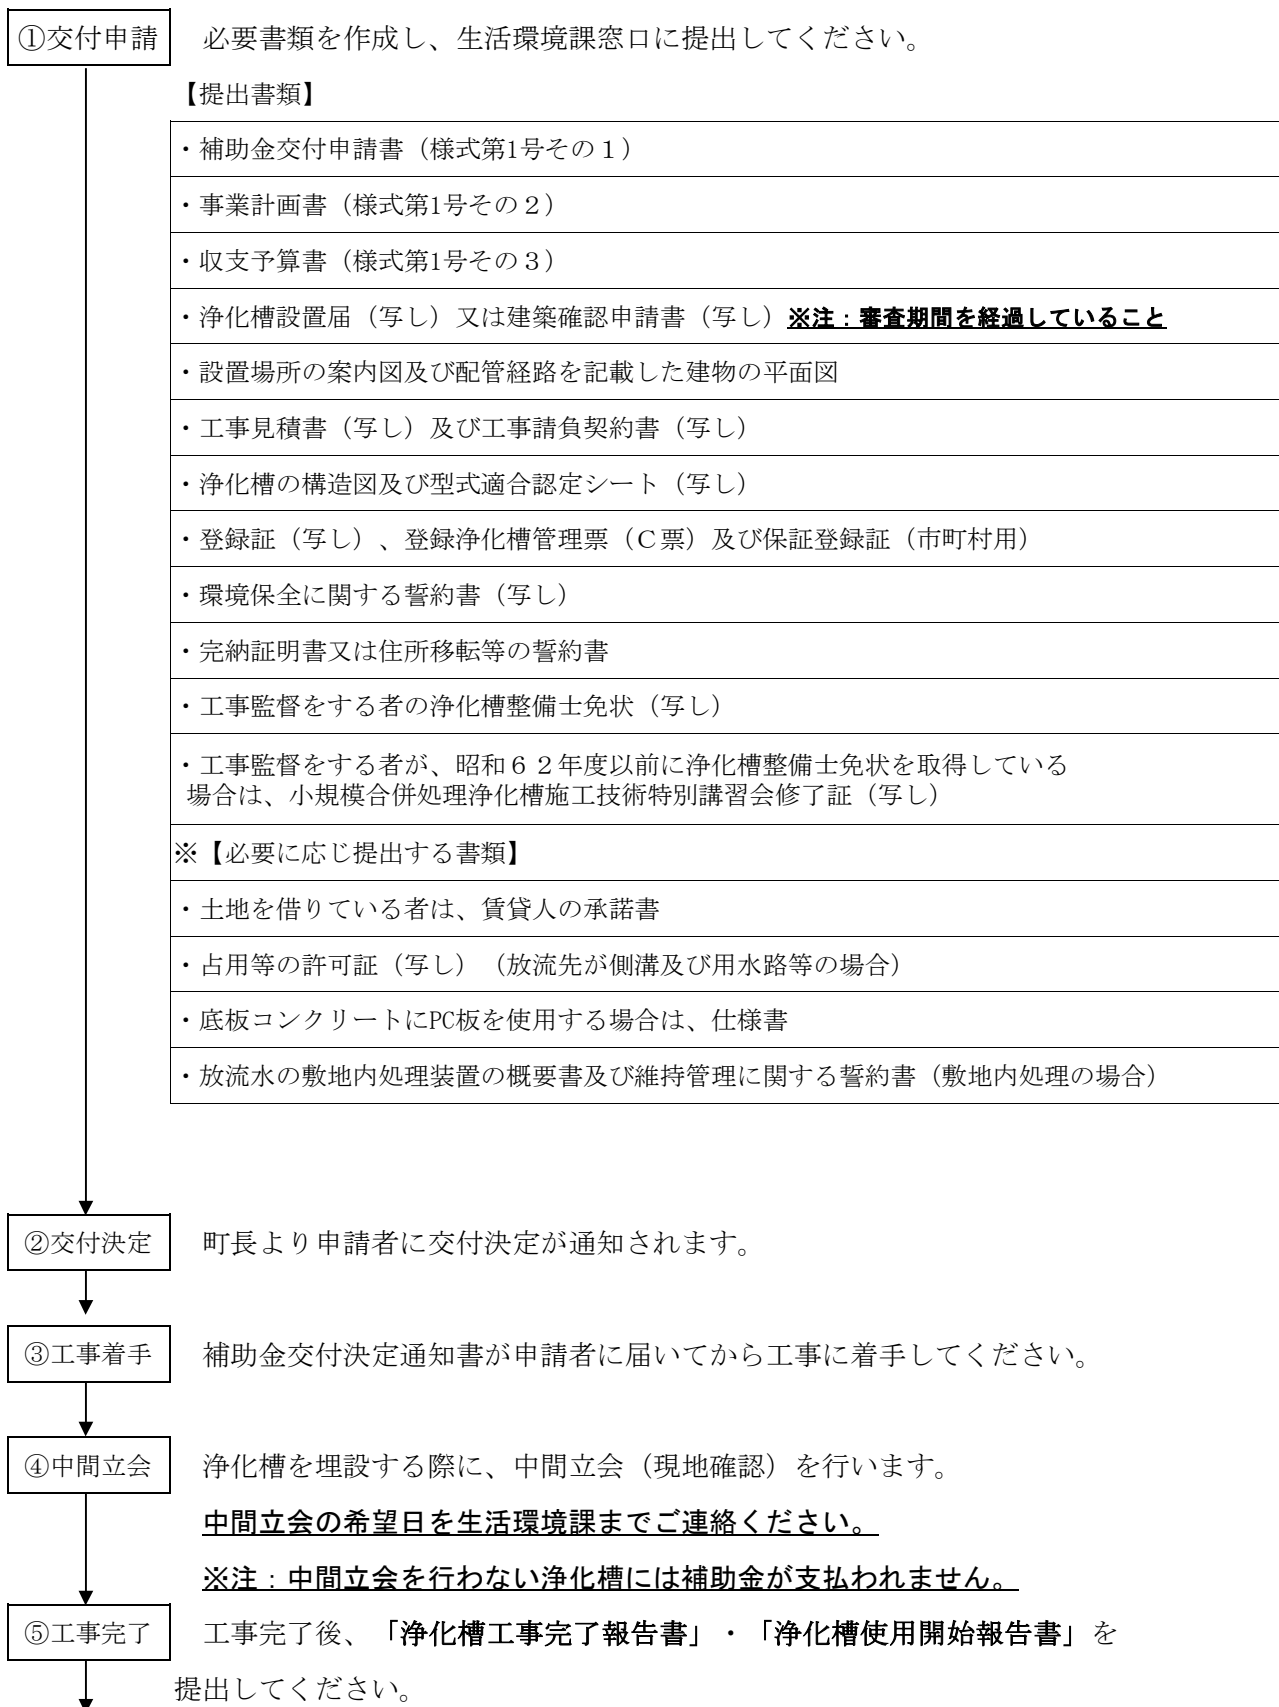 ①交付申請 必要書類を作成し、生活環境課窓口に提出してください。
【提出書類】
・補助金交付申請書（様式第1号その１）
・事業計画書（様式第1号その２）
・収支予算書（様式第1号その３）
・浄化槽設置届（写し）又は建築確認申請書（写し）※注：審査期間を経過していること
・設置場所の案内図及び配管経路を記載した建物の平面図
・工事見積書（写し）及び工事請負契約書（写し）
・浄化槽の構造図及び型式適合認定シート（写し）
・登録証（写し）、登録浄化槽管理票（Ｃ票）及び保証登録証（市町村用）
・環境保全に関する誓約書（写し）
・完納証明書又は住所移転等の誓約書
・工事監督をする者の浄化槽整備士免状（写し）
・工事監督をする者が、昭和６２年度以前に浄化槽整備士免状を取得している
場合は、小規模合併処理浄化槽施工技術特別講習会修了証（写し）
※【必要に応じ提出する書類】
・土地を借りている者は、賃貸人の承諾書
・占用等の許可証（写し）（放流先が側溝及び用水路等の場合）
・底板コンクリートにPC板を使用する場合は、仕様書
・放流水の敷地内処理装置の概要書及び維持管理に関する誓約書（敷地内処理の場合）
②交付決定 町長より申請者に交付決定が通知されます。
③工事着手 補助金交付決定通知書が申請者に届いてから工事に着手してください。
④中間立会 浄化槽を埋設する際に、中間立会（現地確認）を行います。
中間立会の希望日を生活環境課までご連絡ください。
※注：中間立会を行わない浄化槽には補助金が支払われません。
⑤工事完了 工事完了後、「浄化槽工事完了報告書」・「浄化槽使用開始報告書」を
提出してください。